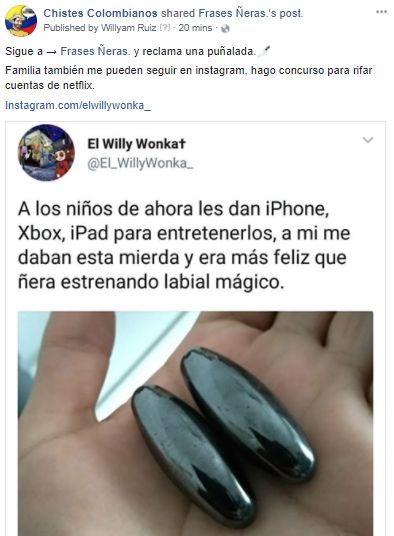 Chistes Colombianos shared Frases Ñeras.'s post.
Published by Willyam Ruiz [?] · 20 mins ·
Sigue a → Frases Ñeras. y reclama una puñalada.
Familia también me pueden seguir en instagram, hago concurso para rifar
cuentas de netflix.
Instagram.com/elwillywonka_
El Willy Wonka†
@El_WillyWonka_
A los niños de ahora les dan iPhone,
Xbox, iPad para entretenerlos, a mi me
daban esta mierda y era más feliz que
ñera estrenando labial mágico.